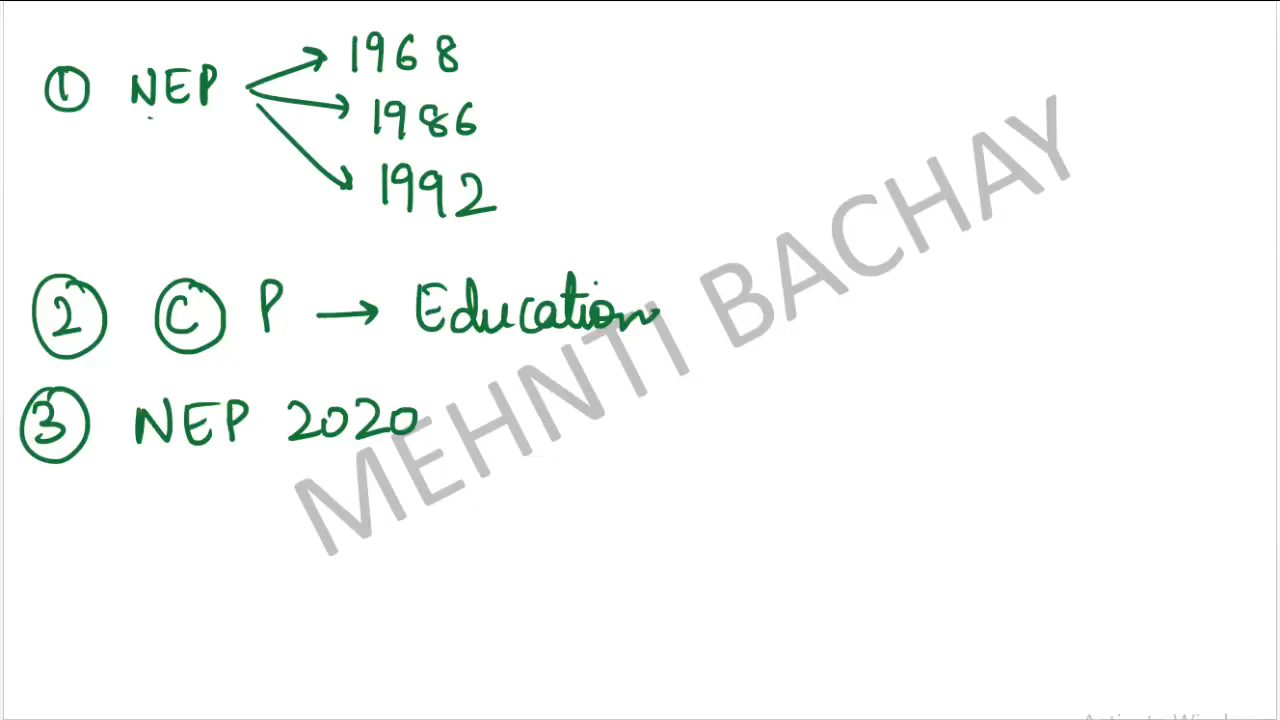 ① NEP → 1968
→ 1986
→ 1992
② Ⓒ P → Education
③ NEP 2020
MEHNTI BACHAY